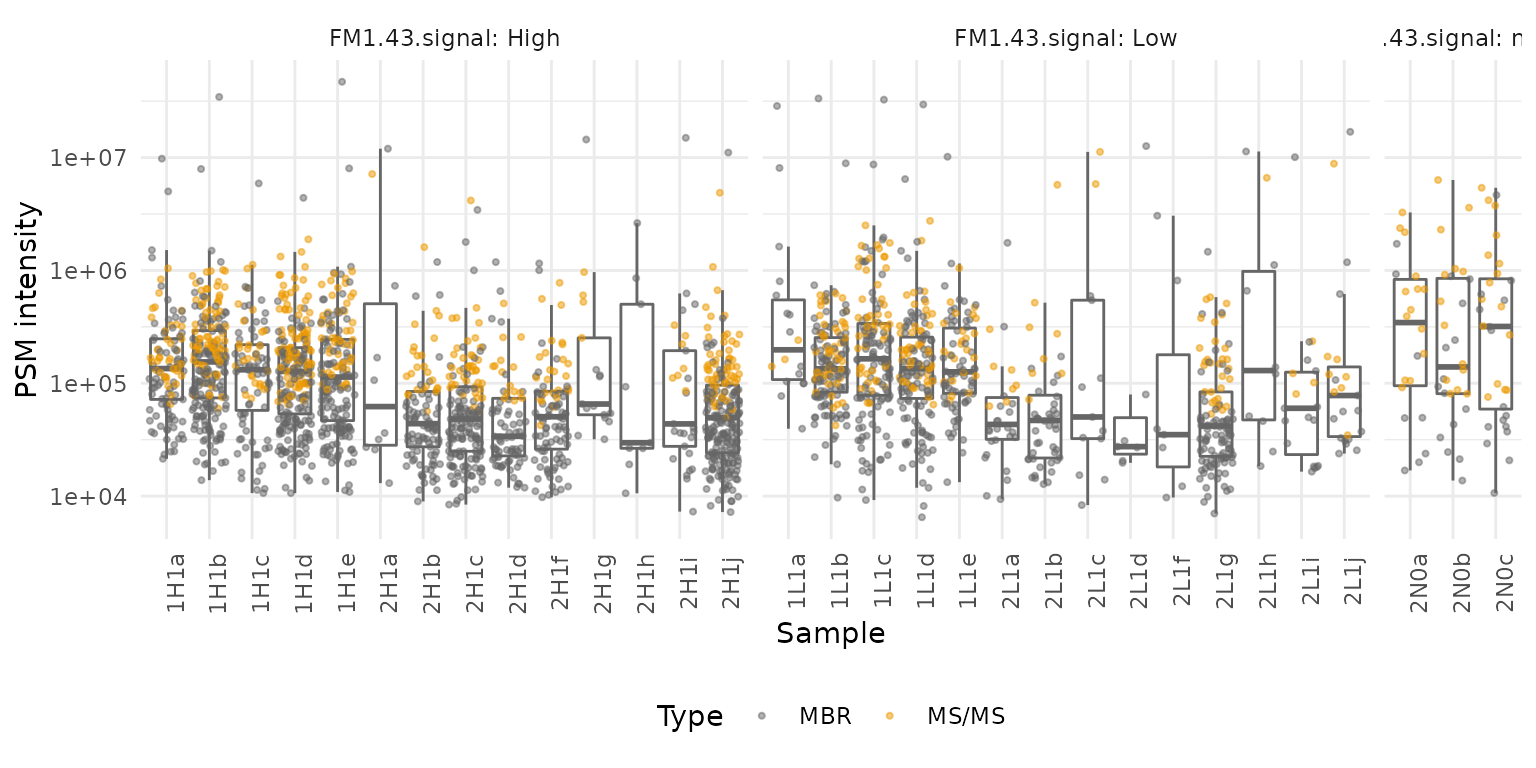 FM1.43.signal: High
FM1.43.signal: Low
.43.signal: n
PSM intensity
1e+07
1e+06
1e+05
1e+04
1H1a
1H1b
1H1c
1H1d
1H1e
2H1a
2H1b
2H1c
2H1d
2H1f
2H1g
2H1h
2H1i
2H1j
1L1a
1L1b
1L1c
1L1d
1L1e
2L1a
2L1b
2L1c
2L1d
2L1f
2L1g
2L1h
2L1i
2L1j
2N0a
2N0b
2N0c
Sample
Type MBR MS/MS